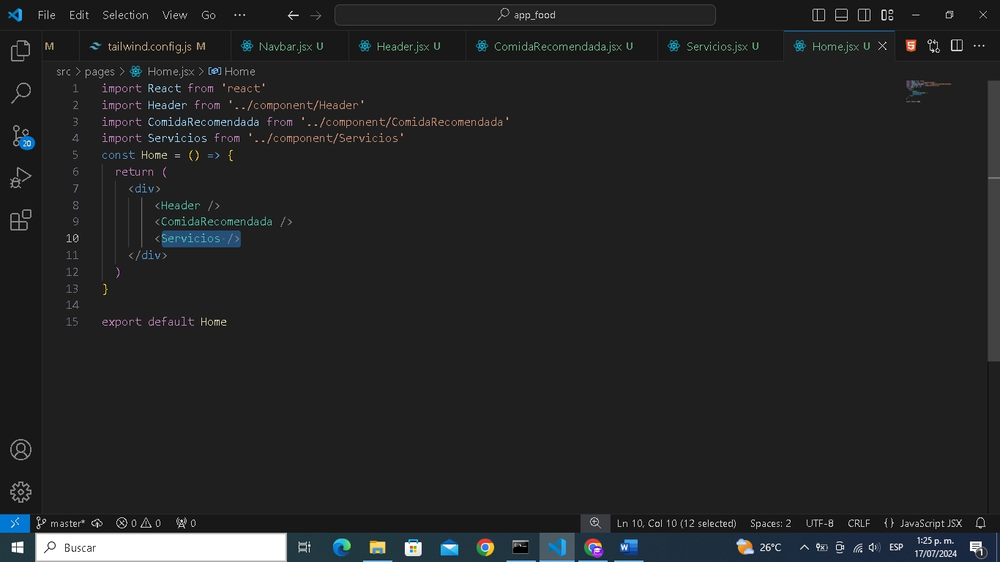 File Edit Selection View Go ··· app_food
M tailwind.config.js M Navbar.jsx U Header.jsx U ComidaRecomendada.jsx U Servicios.jsx U Home.jsx U
src > pages > Home.jsx > Home
1 import React from 'react'
2 import Header from '../component/Header'
3 import ComidaRecomendada from '../component/ComidaRecomendada'
4 import Servicios from '../component/Servicios'
5 const Home = () => {
6 return (
7 <div>
8 <Header />
9 <ComidaRecomendada />
10 <Servicios />
11 </div>
12 )
13 }
14
15 export default Home
20
master* 0 0 0 Ln 10, Col 10 (12 selected) Spaces: 2 UTF-8 CRLF {} JavaScript JSX
Buscar 26°C ESP 1:25 p. m.
17/07/2024 1